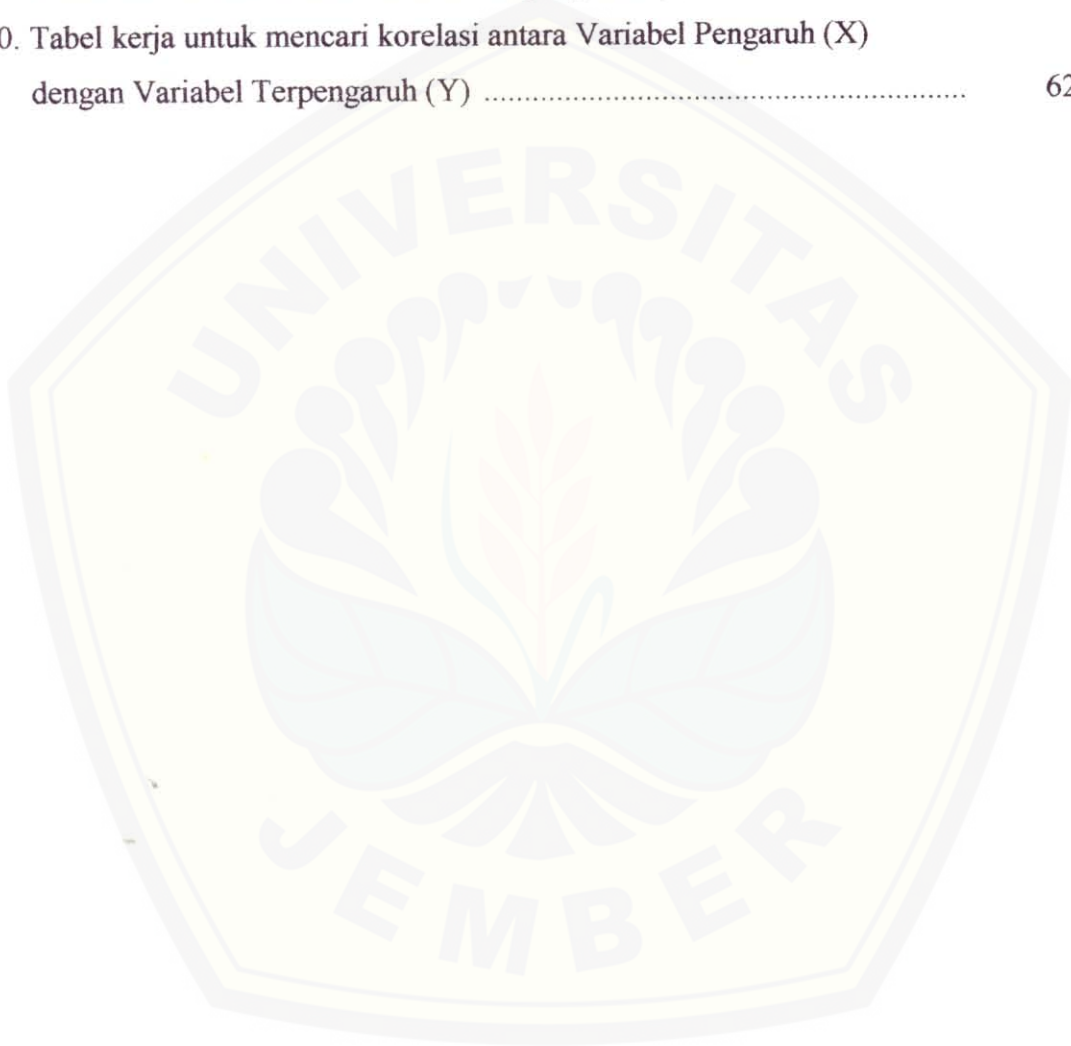 0. Tabel kerja untuk mencari korelasi antara Variabel Pengaruh (X)
dengan Variabel Terpengaruh (Y) ............................................................ 62
UNIVERSITAS
JEMBER